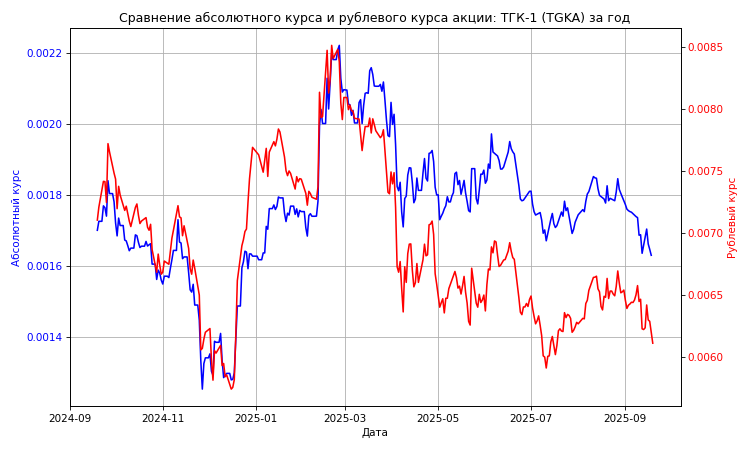 Сравнение абсолютного курса и рублевого курса акции: ТГК-1 (TGKA) за год
0.0022
0.0020
0.0018
0.0016
0.0014
Абсолютный курс
0.0085
0.0080
0.0075
0.0070
0.0065
0.0060
Рублевый курс
2024-09 2024-11 2025-01 2025-03 2025-05 2025-07 2025-09
Дата